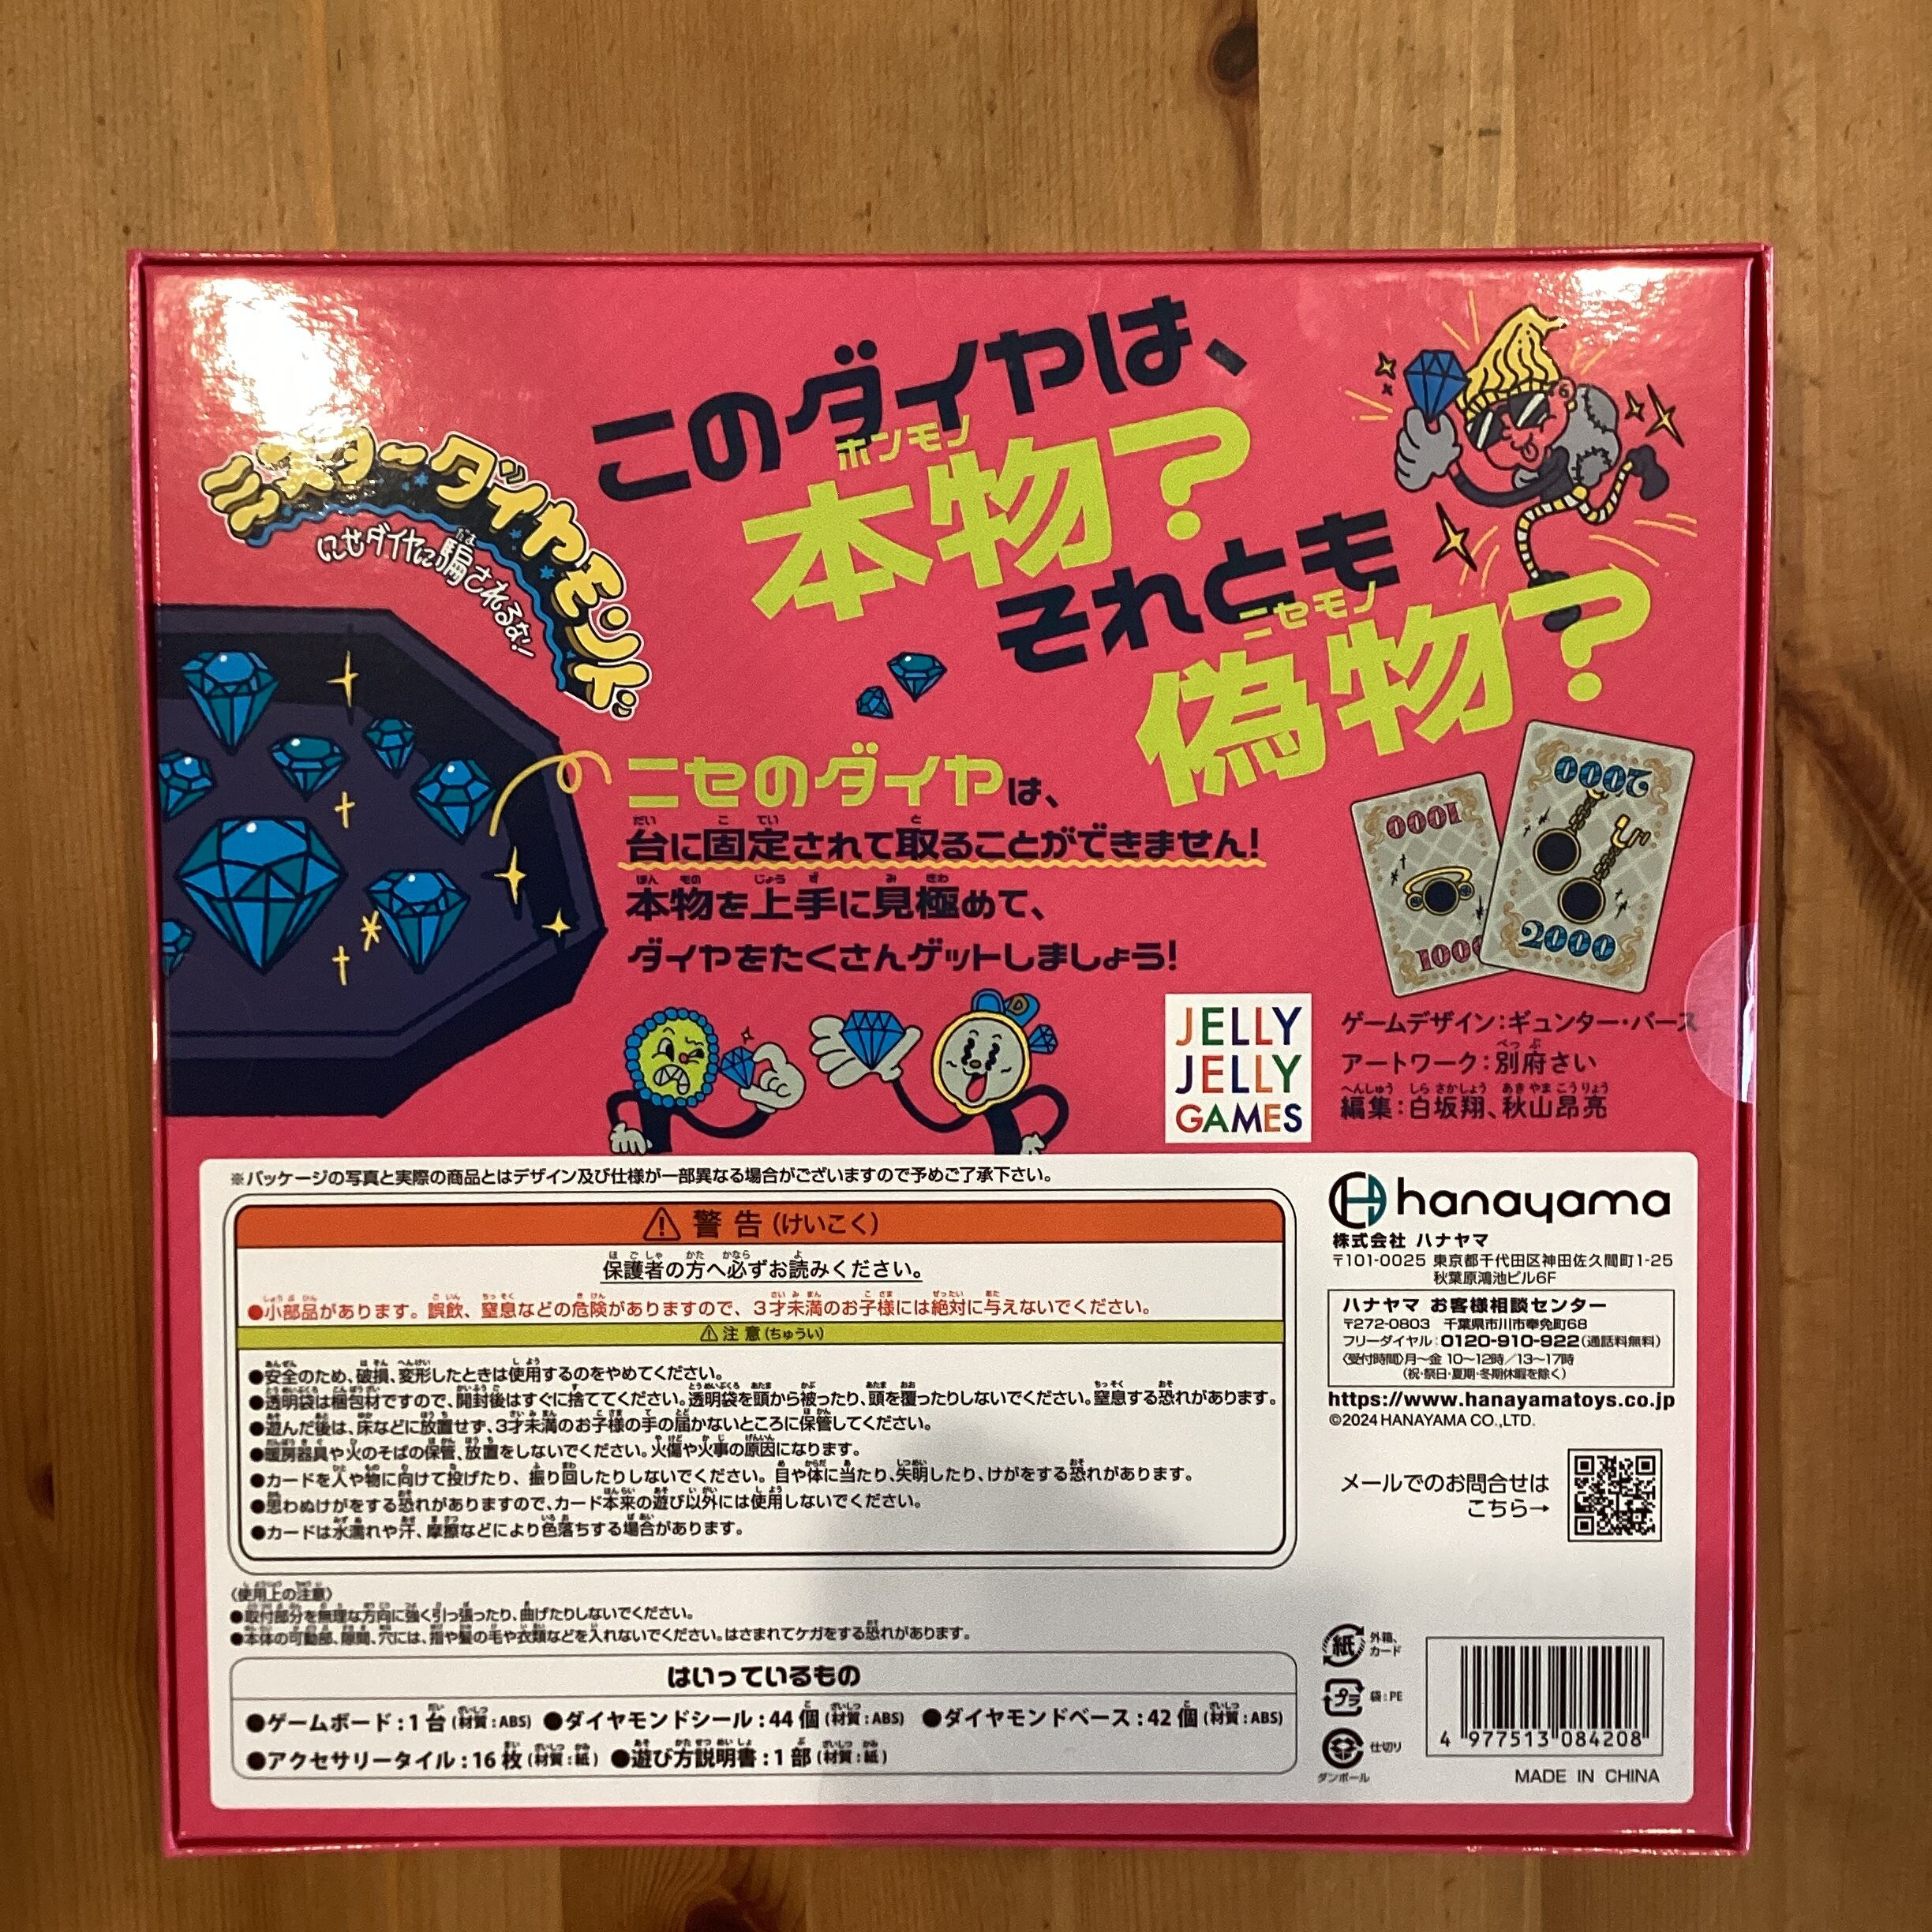 このダイヤは、
ホンモノ
本物?
それとも
ニセモノ
偽物?
ミスターダイヤモンド
にせダイヤに騙されるな!
ニセのダイヤは、
台に固定されて取ることができません!
本物を上手に見極めて、
ダイヤをたくさんゲットしましょう!
1000
1000
2000
2000
JELLY
JELLY
GAMES
ゲームデザイン:ギュンター・バース
アートワーク:別府さい
編集:白坂翔、秋山昂亮
※パッケージの写真と実際の商品とはデザイン及び仕様が一部異なる場合がございますので予めご了承下さい。
警告(けいこく)
保護者の方へ必ずお読みください。
●小部品があります。誤飲、窒息などの危険がありますので、3才未満のお子様には絶対に与えないでください。
注意(ちゅうい)
●安全のため、破損、変形したときは使用するのをやめてください。
●透明袋は梱包材ですので、開封後はすぐに捨ててください。透明袋を頭から被ったり、頭を覆ったりしないでください。窒息する恐れがあります。
●遊んだ後は、床などに放置せず、3才未満のお子様の手の届かないところに保管してください。
●暖房器具や火のそばの保管、放置をしないでください。火傷や火事の原因になります。
●カードを人や物に向けて投げたり、振り回したりしないでください。目や体に当たり、失明したり、けがをする恐れがあります。
●思わぬけがをする恐れがありますので、カード本来の遊び以外には使用しないでください。
●カードは水濡れや汗、摩擦などにより色落ちする場合があります。
〈使用上の注意〉
●取付部分を無理な方向に強く引っ張ったり、曲げたりしないでください。
●本体の可動部、隙間、穴には、指や髪の毛や衣類などを入れないでください。はさまれてケガをする恐れがあります。
はいっているもの
●ゲームボード:1台(材質:ABS) ●ダイヤモンドシール:44個(材質:ABS) ●ダイヤモンドベース:42個(材質:ABS)
●アクセサリータイル:16枚(材質:紙) ●遊び方説明書:1部(材質:紙)
hanayama
株式会社 ハナヤマ
〒101-0025 東京都千代田区神田佐久間町1-25
秋葉原鴻池ビル6F
ハナヤマ お客様相談センター
〒272-0803 千葉県市川市奉免町68
フリーダイヤル:0120-910-922(通話料無料)
〈受付時間〉月~金 10~12時/13~17時
(祝・祭日・夏期・冬期休暇を除く)
https://www.hanayamatoys.co.jp
©2024 HANAYAMA CO.,LTD.
メールでのお問合せは
こちら→
紙 外箱、カード
プラ 袋:PE
ダンボール 仕切り
4 977513 084208
MADE IN CHINA